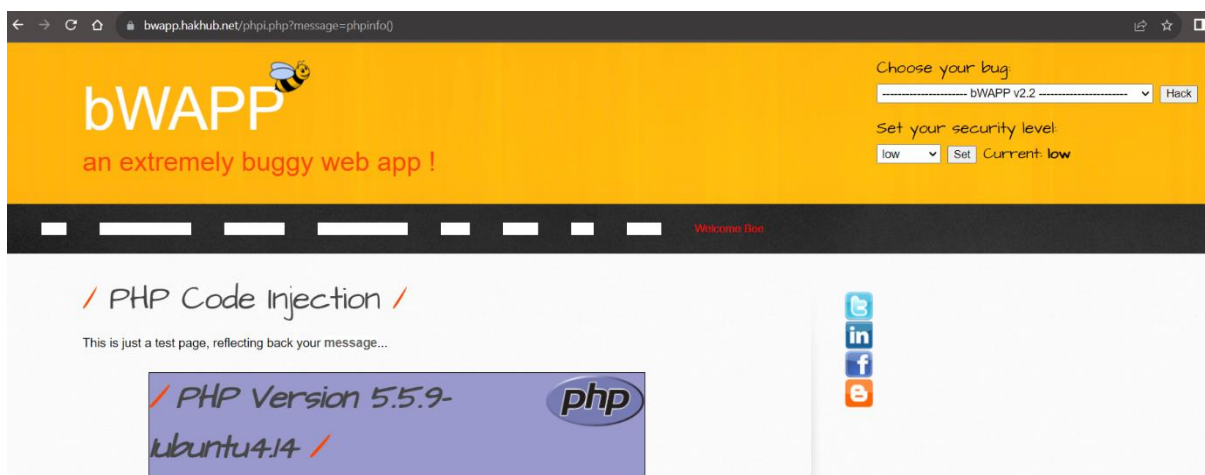 bwapp.hakhub.net/phpi.php?message=phpinfo()
bWAPP
an extremely buggy web app !
Choose your bug:
---------------------- bWAPP v2.2 ----------------------
Hack
Set your security level:
low
Set
Current: low
Welcome Bee
/ PHP Code Injection /
This is just a test page, reflecting back your message...
/ PHP Version 5.5.9-
1ubuntu4.14 /
php
in